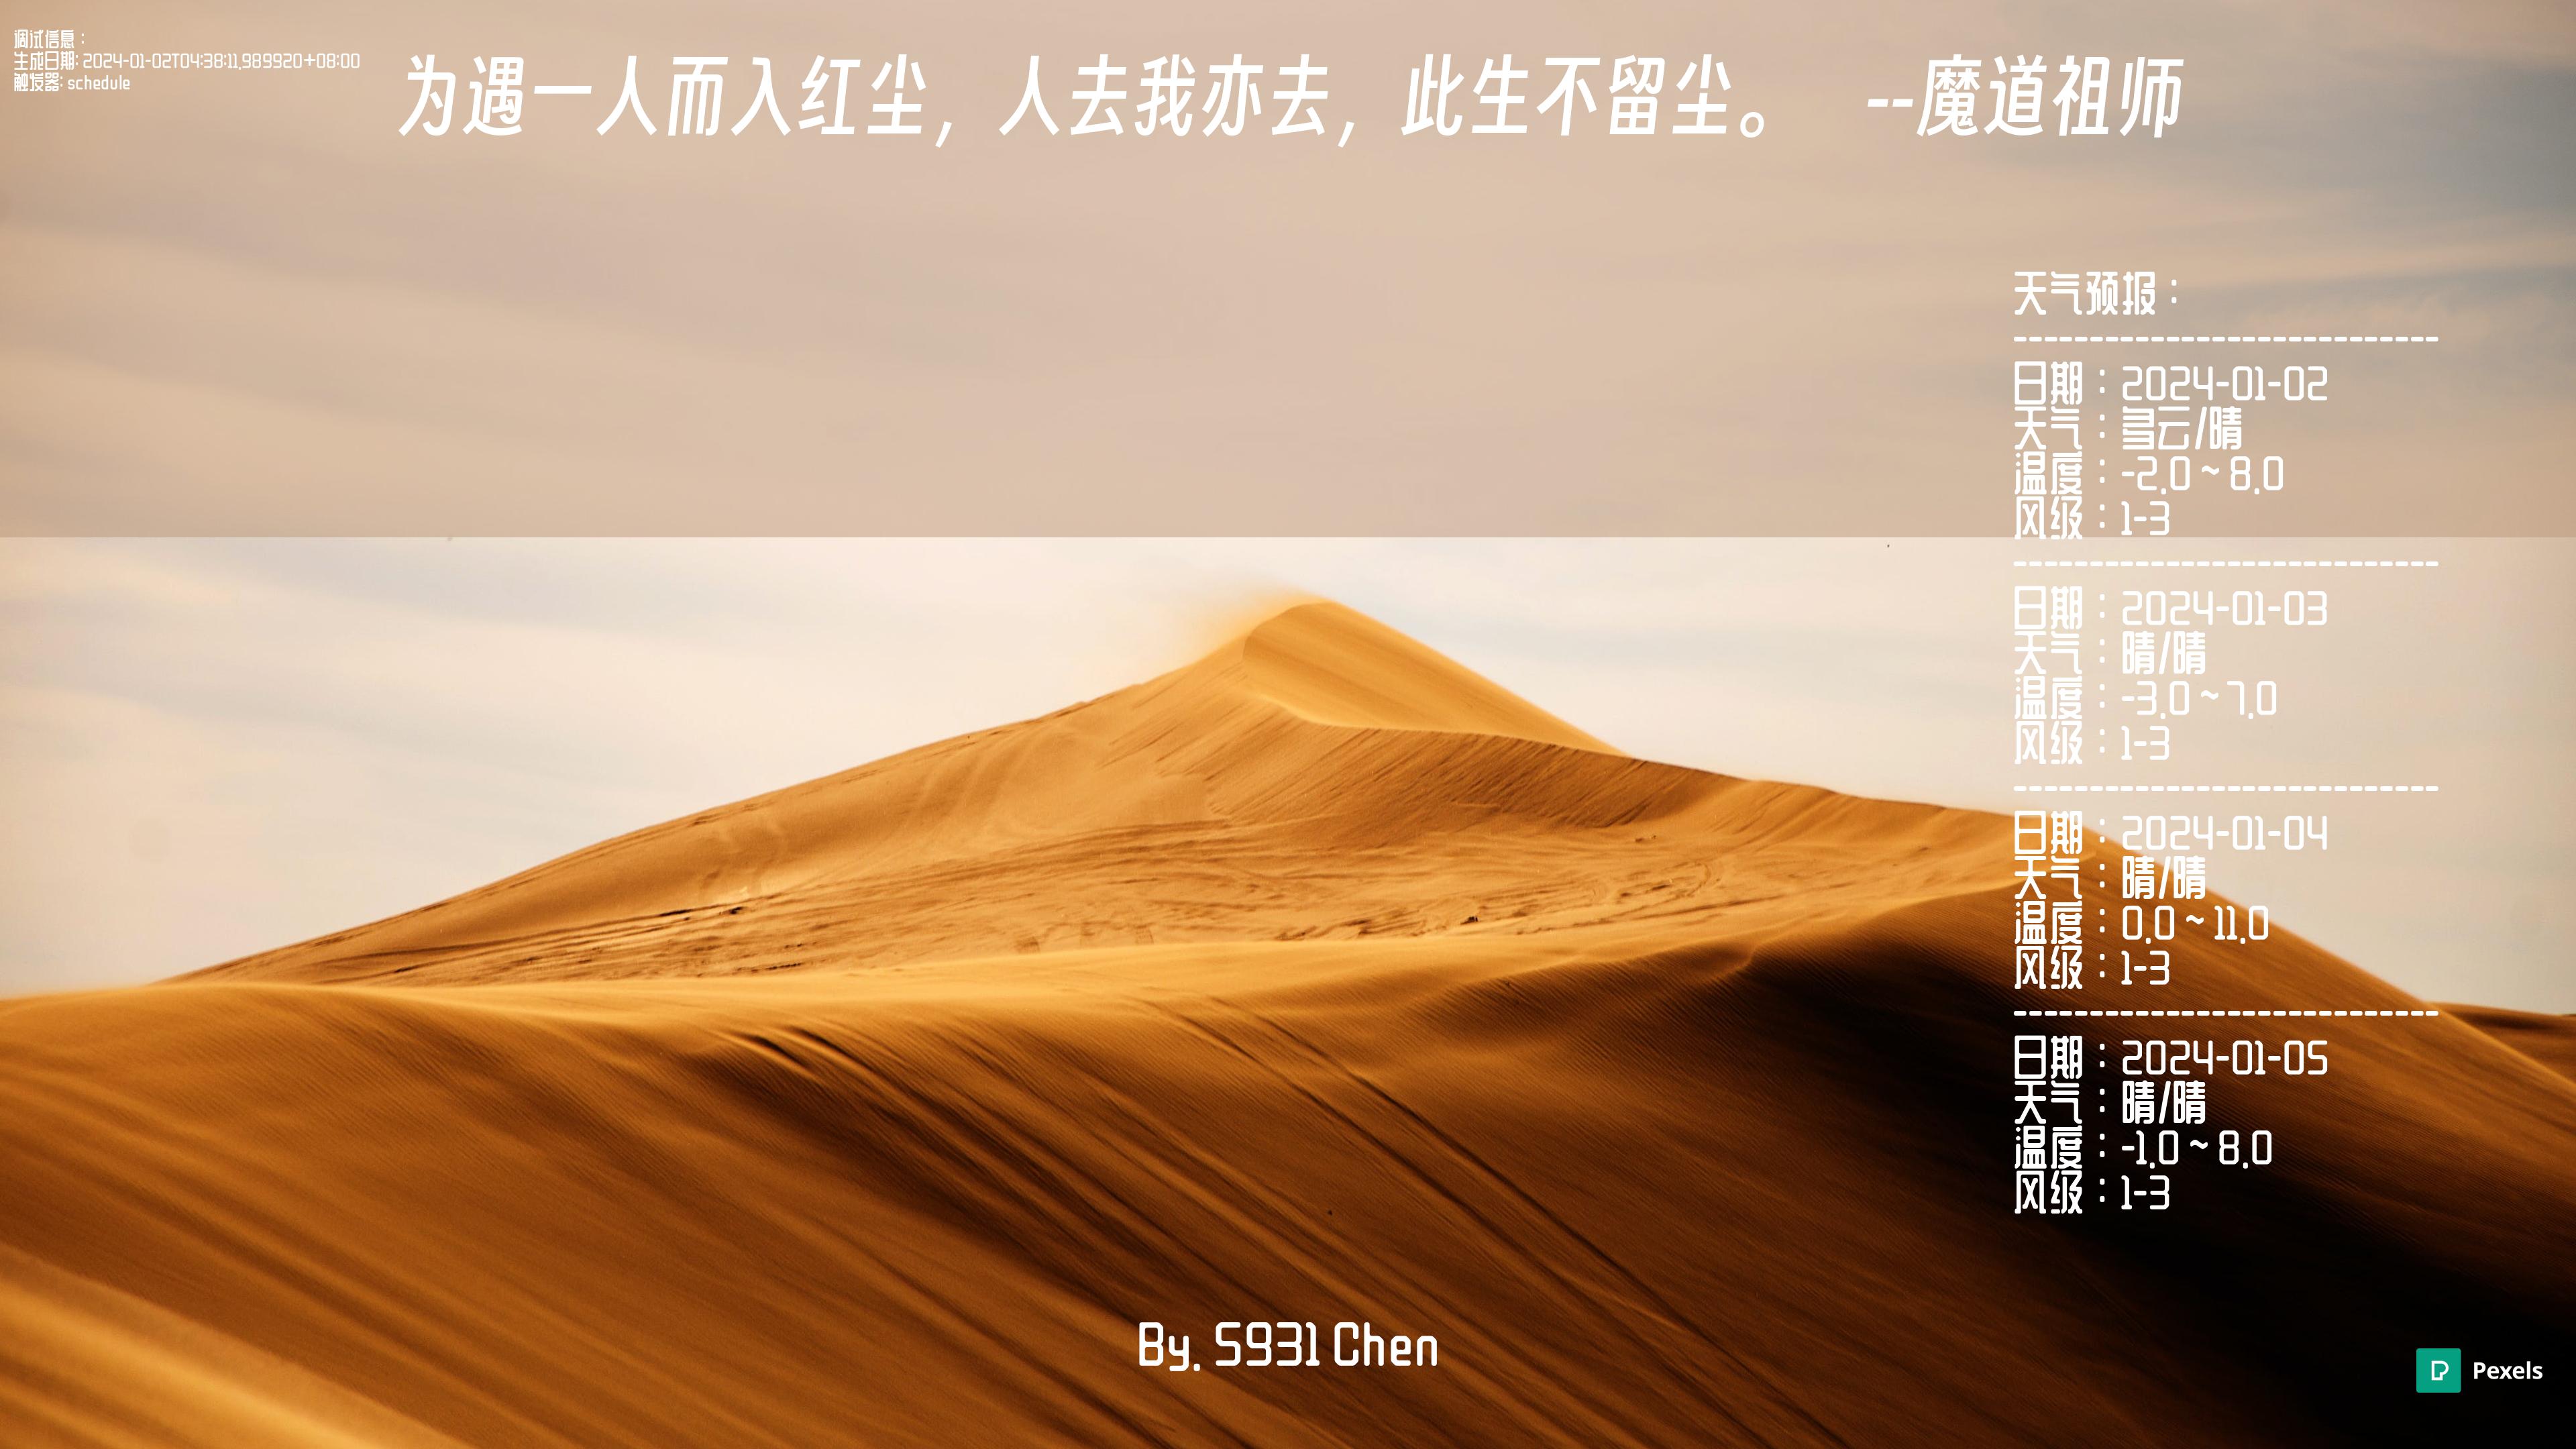 调试信息：
生成日期: 2024-01-02T04:38:11.989920+08:00
触发器: schedule
为遇一人而入红尘，人去我亦去，此生不留尘。 --魔道祖师
天气预报：
----------------------------
日期：2024-01-02
天气：多云/晴
温度：-2.0 ~ 8.0
风级：1-3
----------------------------
日期：2024-01-03
天气：晴/晴
温度：-3.0 ~ 7.0
风级：1-3
----------------------------
日期：2024-01-04
天气：晴/晴
温度：0.0 ~ 11.0
风级：1-3
----------------------------
日期：2024-01-05
天气：晴/晴
温度：-1.0 ~ 8.0
风级：1-3
By. S931 Chen
Pexels